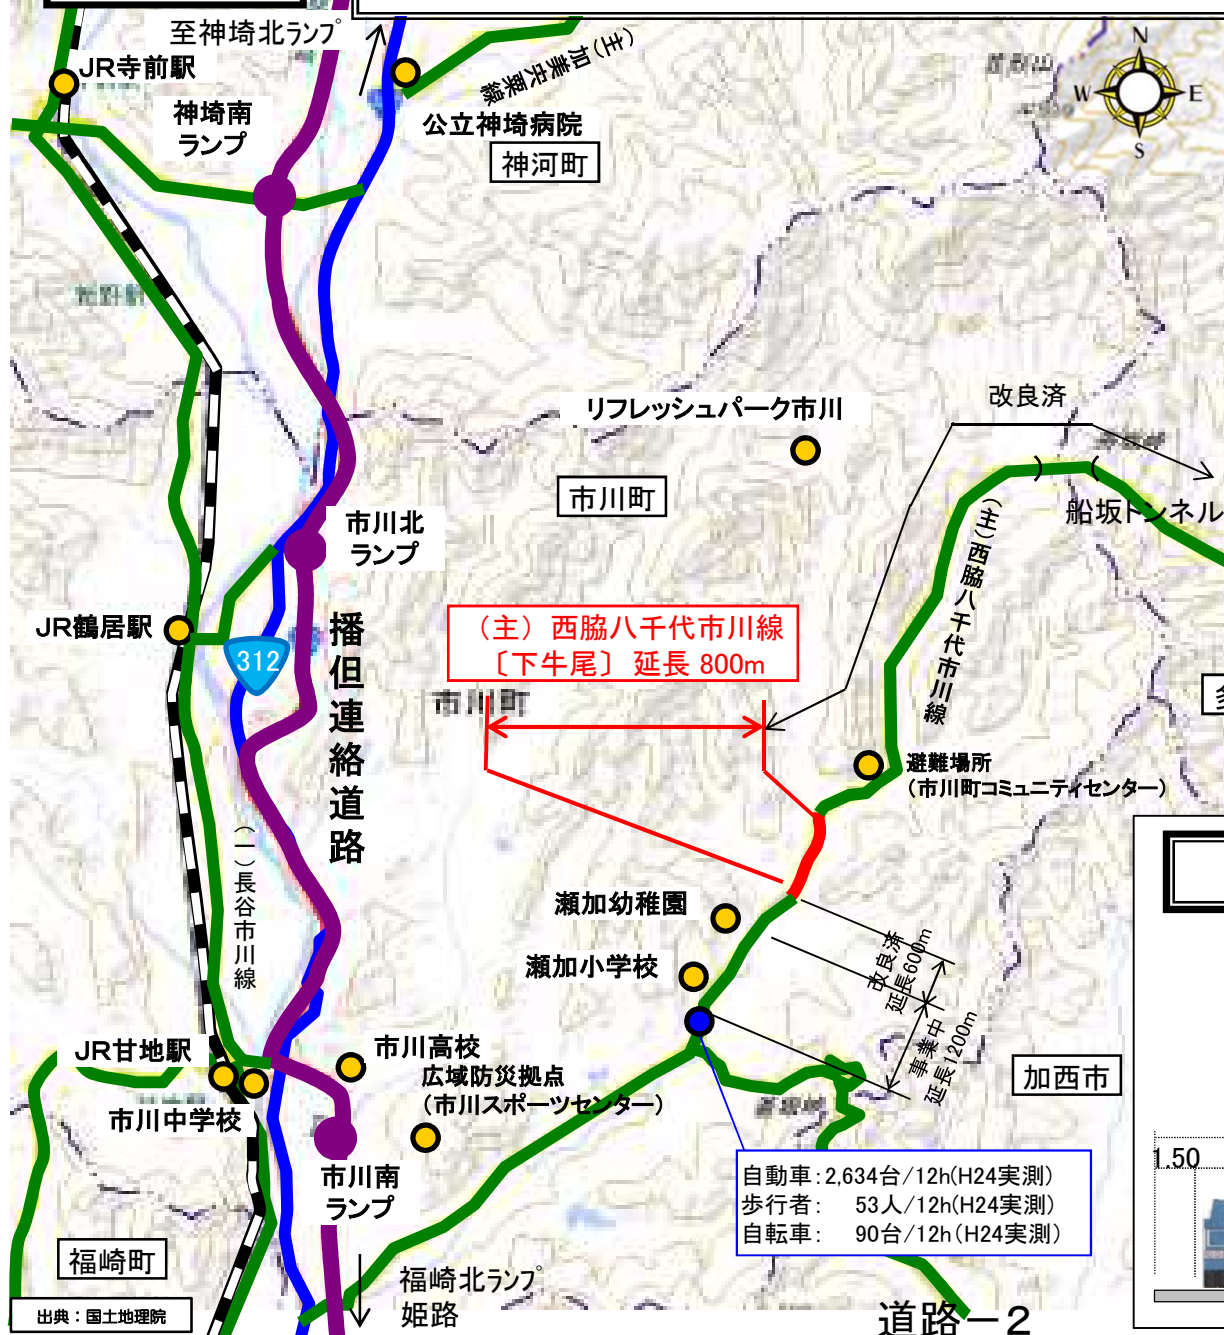 至神埼北ランプ
(主)加美宍粟線
JR寺前駅
神埼南
ランプ
公立神埼病院
神河町
N
W
E
S
改良済
リフレッシュパーク市川
市川町
船坂トンネル
市川北
ランプ
(主)西脇八千代市川線
JR鶴居駅
312
播但連絡道路
(主) 西脇八千代市川線
〔下牛尾〕 延長 800m
市川町
避難場所
(市川町コミュニティセンター)
(一)長谷市川線
瀬加幼稚園
瀬加小学校
改良済
延長600m
事業中
延長1200m
JR甘地駅
市川中学校
市川高校
広域防災拠点
(市川スポーツセンター)
加西市
市川南
ランプ
自動車:2,634台/12h(H24実測)
歩行者: 53人/12h(H24実測)
自転車: 90台/12h(H24実測)
1.50
福崎町
福崎北ランプ
姫路
出典：国土地理院
道路－2